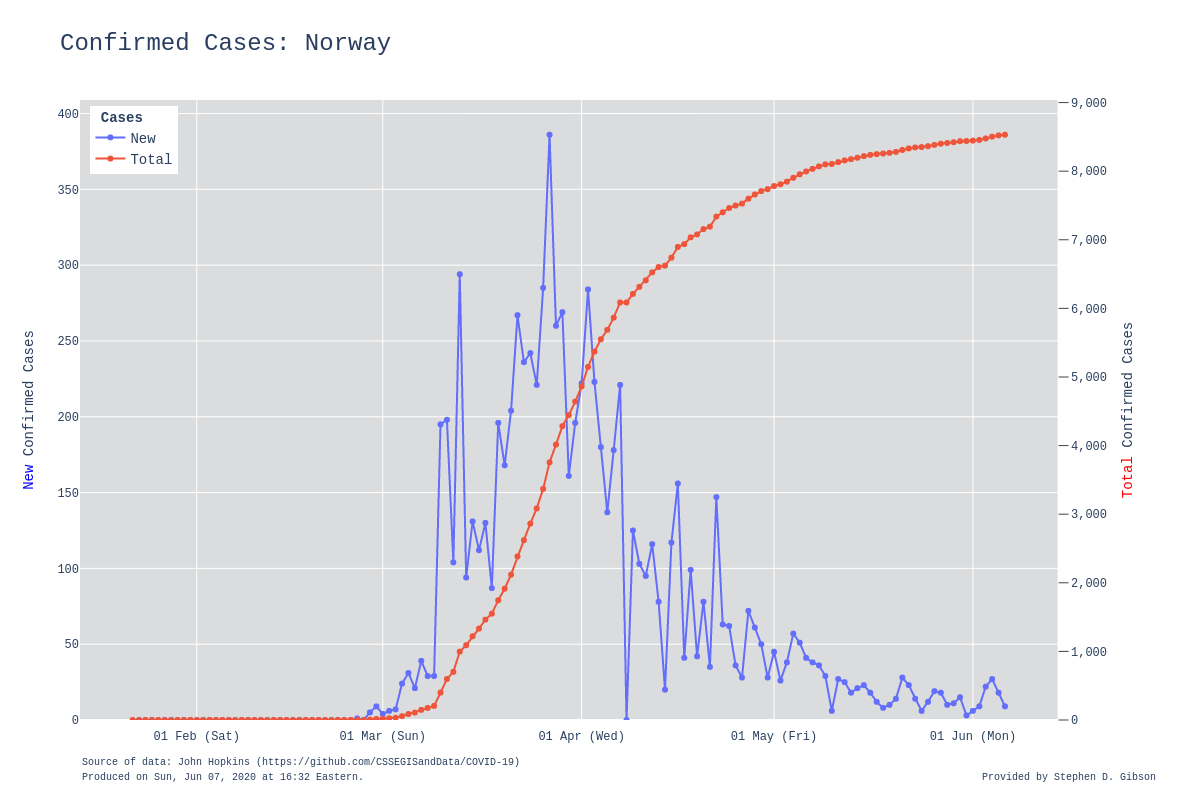 Confirmed Cases: Norway
Cases
New
Total
400
350
300
250
200
150
100
50
0
9,000
8,000
7,000
6,000
5,000
4,000
3,000
2,000
1,000
0
New Confirmed Cases
Total Confirmed Cases
01 Feb (Sat)
01 Mar (Sun)
01 Apr (Wed)
01 May (Fri)
01 Jun (Mon)
Source of data: John Hopkins (https://github.com/CSSEGISandData/COVID-19)
Produced on Sun, Jun 07, 2020 at 16:32 Eastern.
Provided by Stephen D. Gibson